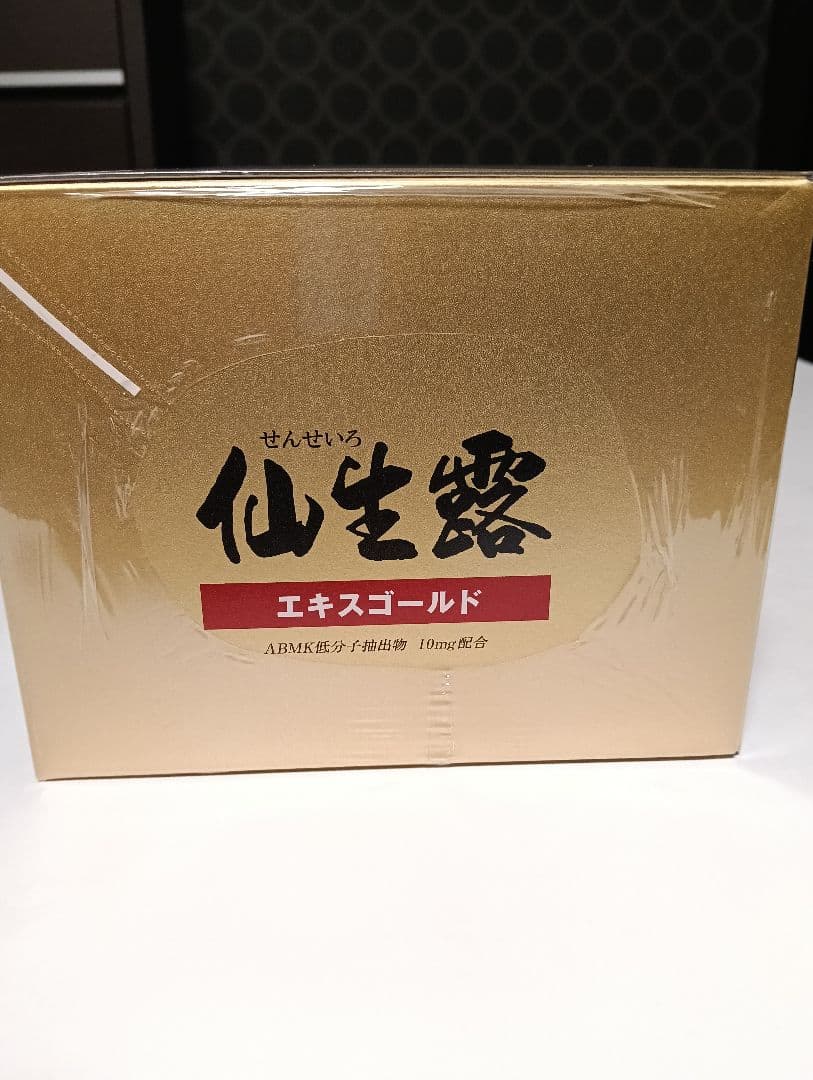 せんせいろ
仙生露
エキスゴールド
ABMK低分子抽出物 10mg配合